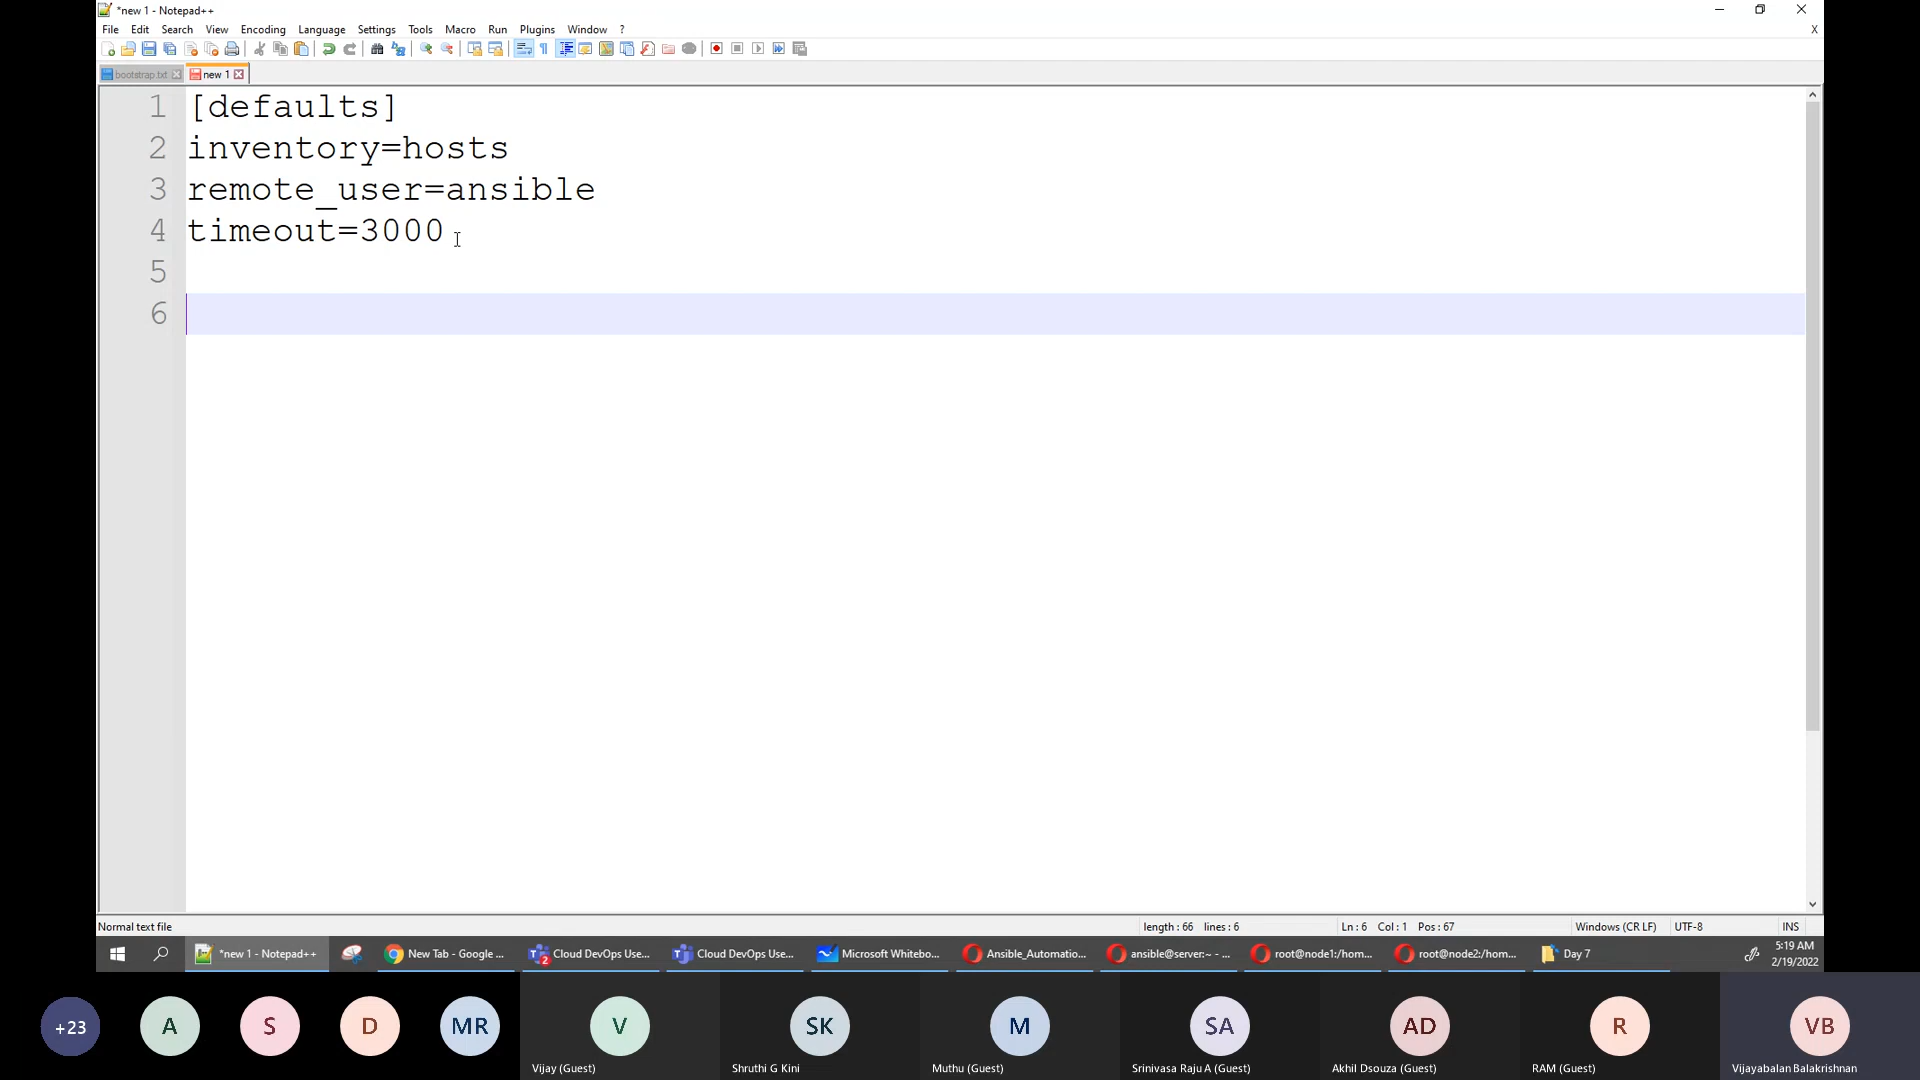 *new 1 - Notepad++
File Edit Search View Encoding Language Settings Tools Macro Run Plugins Window ? X
bootstrap.txt new 1
1 [defaults]
2 inventory=hosts
3 remote_user=ansible
4 timeout=3000
5
6
Normal text file length : 66 lines : 6 Ln : 6 Col : 1 Pos : 67 Windows (CR LF) UTF-8 INS
*new 1 - Notepad++ New Tab - Google ... Cloud DevOps Use... Cloud DevOps Use... Microsoft Whitebo... Ansible_Automatio... ansible@server:~ - ... root@node1:/hom... root@node2:/hom... Day 7 5:19 AM
2/19/2022
+23 A S D MR V SK M SA AD R VB
Vijay (Guest) Shruthi G Kini Muthu (Guest) Srinivasa Raju A (Guest) Akhil Dsouza (Guest) RAM (Guest) Vijayabalan Balakrishnan